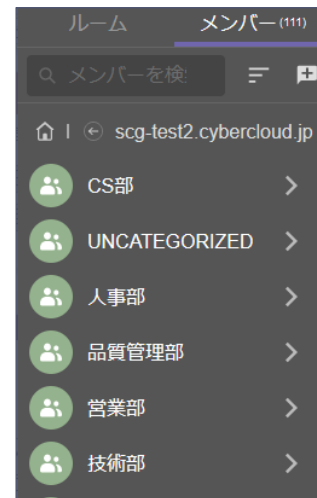 ルーム メンバー(111)
メンバーを検
scg-test2.cybercloud.jp
CS部
UNCATEGORIZED
人事部
品質管理部
営業部
技術部